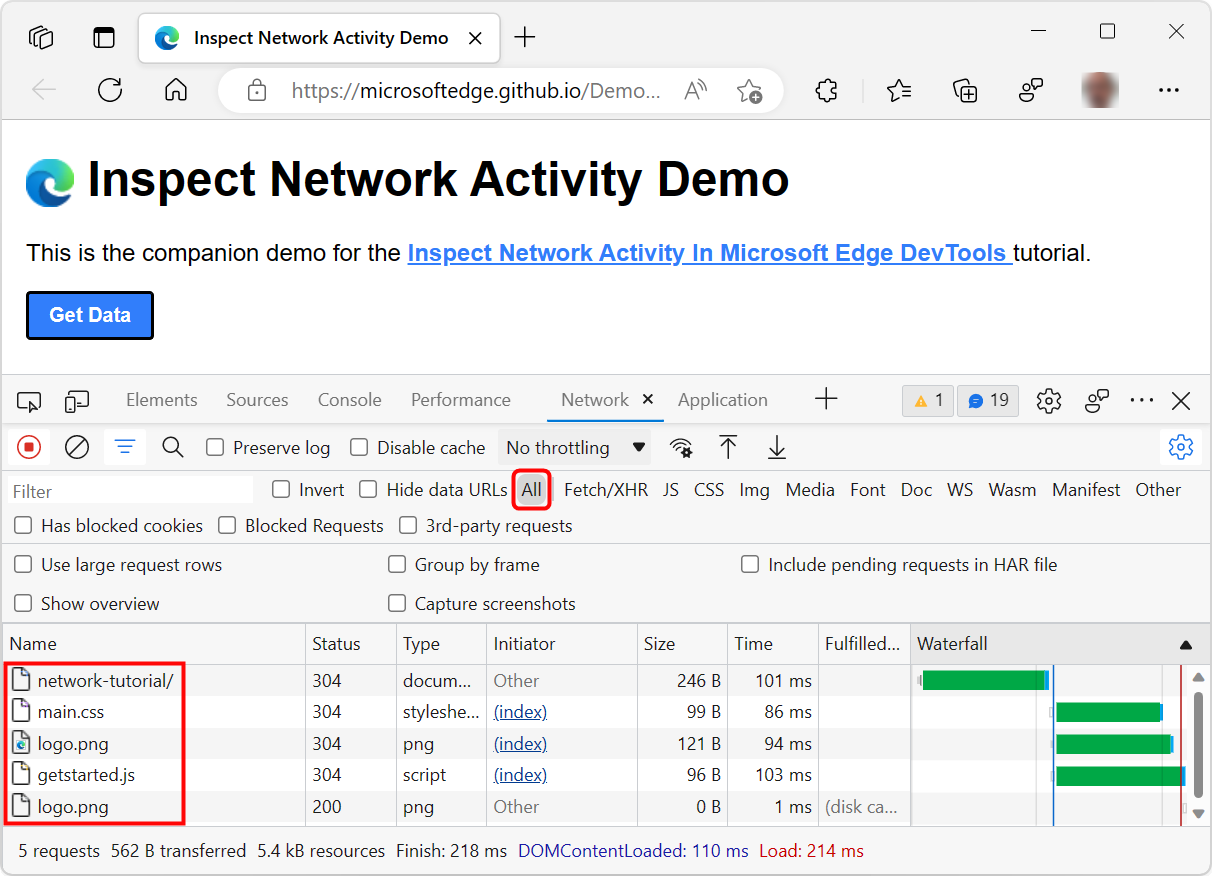 Inspect Network Activity Demo
https://microsoftedge.github.io/Demo...
Inspect Network Activity Demo
This is the companion demo for the Inspect Network Activity In Microsoft Edge DevTools tutorial.
Get Data
Elements Sources Console Performance Network Application 1 19
Preserve log Disable cache No throttling
Filter Invert Hide data URLs All Fetch/XHR JS CSS Img Media Font Doc WS Wasm Manifest Other
Has blocked cookies Blocked Requests 3rd-party requests
Use large request rows Group by frame Include pending requests in HAR file
Show overview Capture screenshots
Name Status Type Initiator Size Time Fulfilled... Waterfall
network-tutorial/ 304 docum... Other 246 B 101 ms
main.css 304 styleshe... (index) 99 B 86 ms
logo.png 304 png (index) 121 B 94 ms
getstarted.js 304 script (index) 96 B 103 ms
logo.png 200 png Other 0 B 1 ms (disk ca...
5 requests 562 B transferred 5.4 kB resources Finish: 218 ms DOMContentLoaded: 110 ms Load: 214 ms